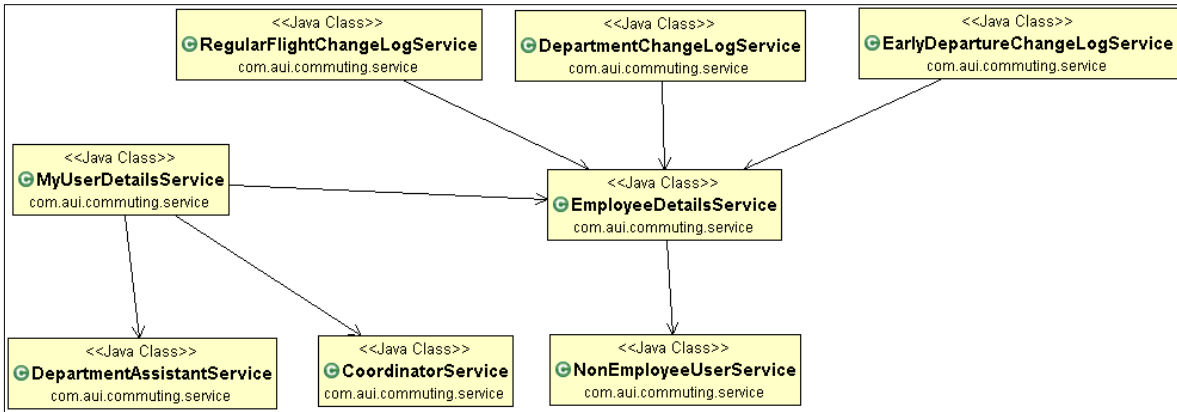 <<Java Class>>
RegularFlightChangeLogService
com.aui.commuting.service
<<Java Class>>
DepartmentChangeLogService
com.aui.commuting.service
<<Java Class>>
EarlyDepartureChangeLogService
com.aui.commuting.service
<<Java Class>>
MyUserDetailsService
com.aui.commuting.service
<<Java Class>>
EmployeeDetailsService
com.aui.commuting.service
<<Java Class>>
DepartmentAssistantService
com.aui.commuting.service
<<Java Class>>
CoordinatorService
com.aui.commuting.service
<<Java Class>>
NonEmployeeUserService
com.aui.commuting.service